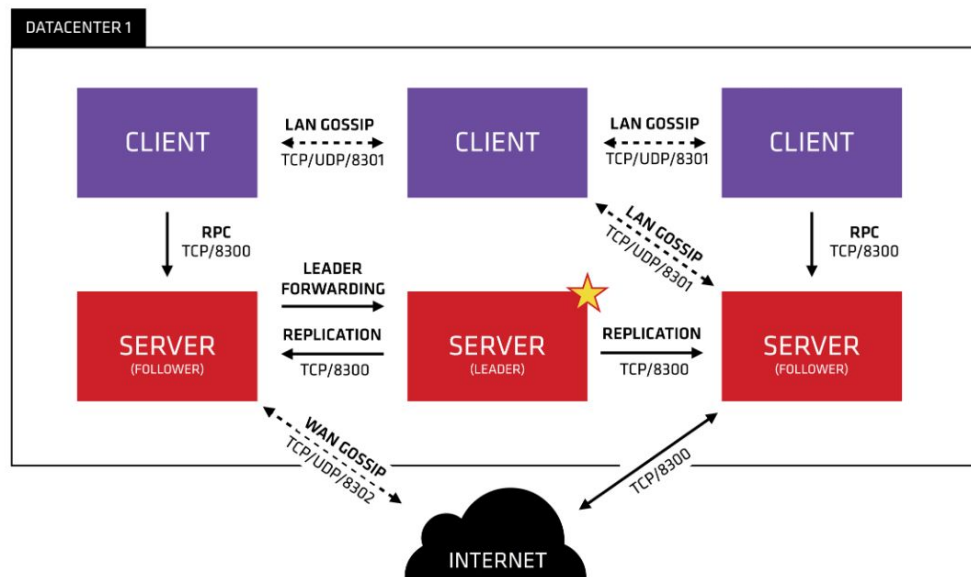 DATACENTER 1
CLIENT
LAN GOSSIP
TCP/UDP/8301
CLIENT
LAN GOSSIP
TCP/UDP/8301
CLIENT
RPC
TCP/8300
LAN GOSSIP
TCP/UDP/8301
RPC
TCP/8300
LEADER
FORWARDING
SERVER
(FOLLOWER)
REPLICATION
TCP/8300
SERVER
(LEADER)
REPLICATION
TCP/8300
SERVER
(FOLLOWER)
WAN GOSSIP
TCP/UDP/8302
TCP/8300
INTERNET